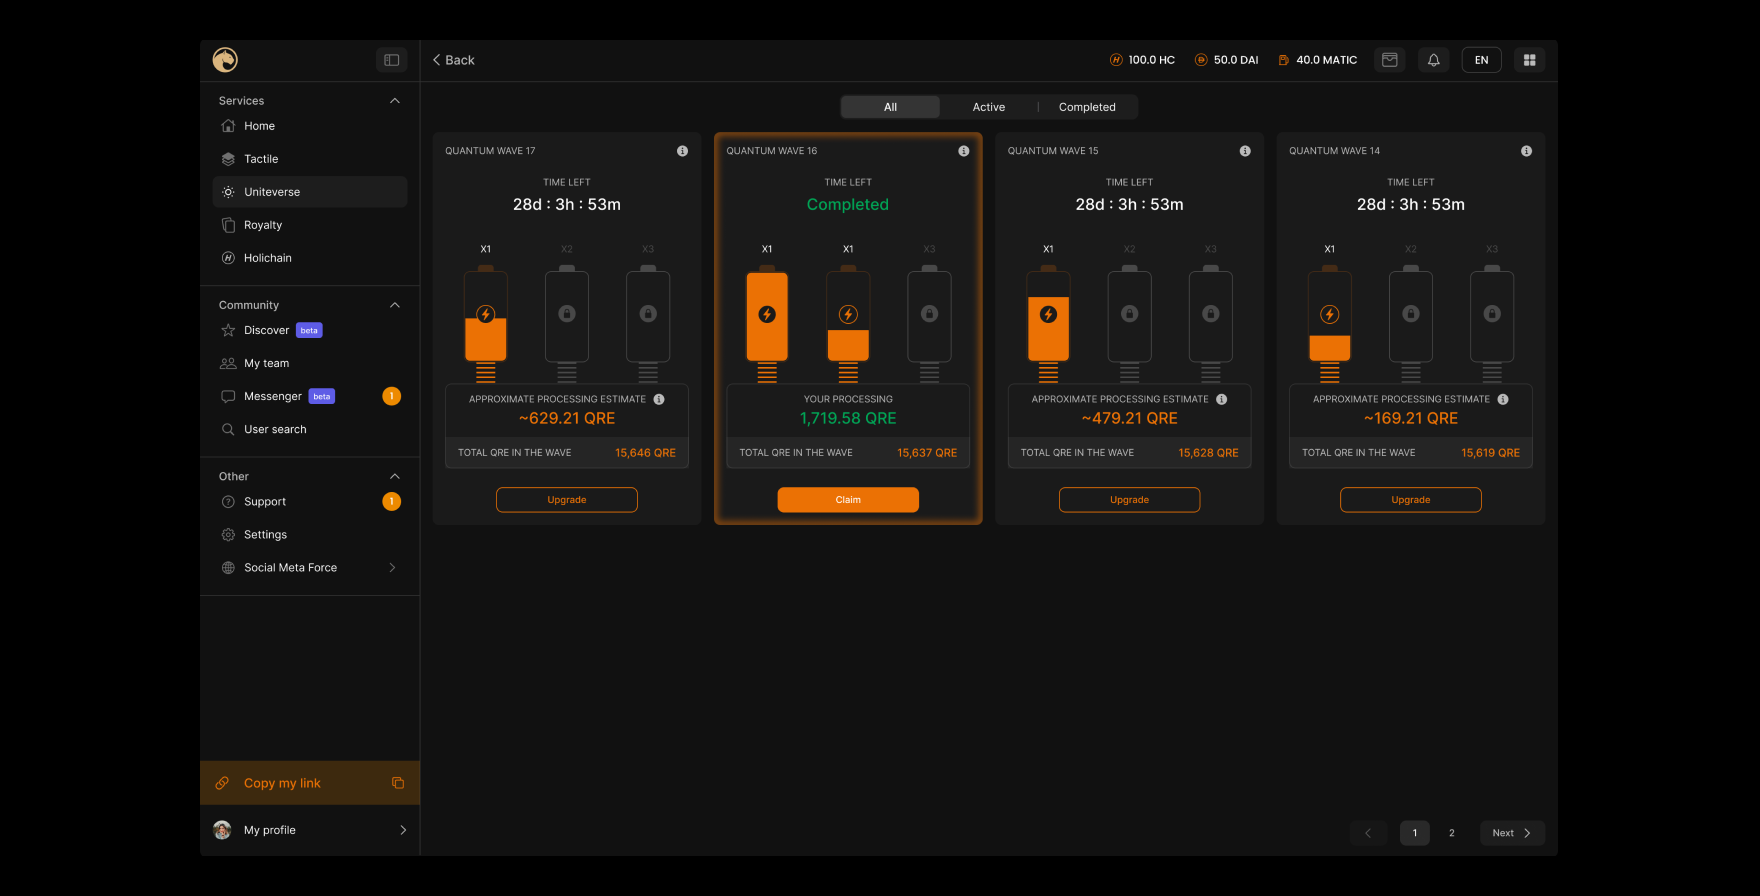 Back
100.0 HC
50.0 DAI
40.0 MATIC
EN
Services
Home
Tactile
Uniteverse
Royalty
Holichain
Community
Discover beta
My team
Messenger beta 1
User search
Other
Support 1
Settings
Social Meta Force
Copy my link
My profile
All
Active
Completed
QUANTUM WAVE 17
TIME LEFT
28d : 3h : 53m
X1 X2 X3
APPROXIMATE PROCESSING ESTIMATE
~629.21 QRE
TOTAL QRE IN THE WAVE 15,646 QRE
Upgrade
QUANTUM WAVE 16
TIME LEFT
Completed
X1 X1 X3
YOUR PROCESSING
1,719.58 QRE
TOTAL QRE IN THE WAVE 15,637 QRE
Claim
QUANTUM WAVE 15
TIME LEFT
28d : 3h : 53m
X1 X2 X3
APPROXIMATE PROCESSING ESTIMATE
~479.21 QRE
TOTAL QRE IN THE WAVE 15,628 QRE
Upgrade
QUANTUM WAVE 14
TIME LEFT
28d : 3h : 53m
X1 X2 X3
APPROXIMATE PROCESSING ESTIMATE
~169.21 QRE
TOTAL QRE IN THE WAVE 15,619 QRE
Upgrade
1 2 Next